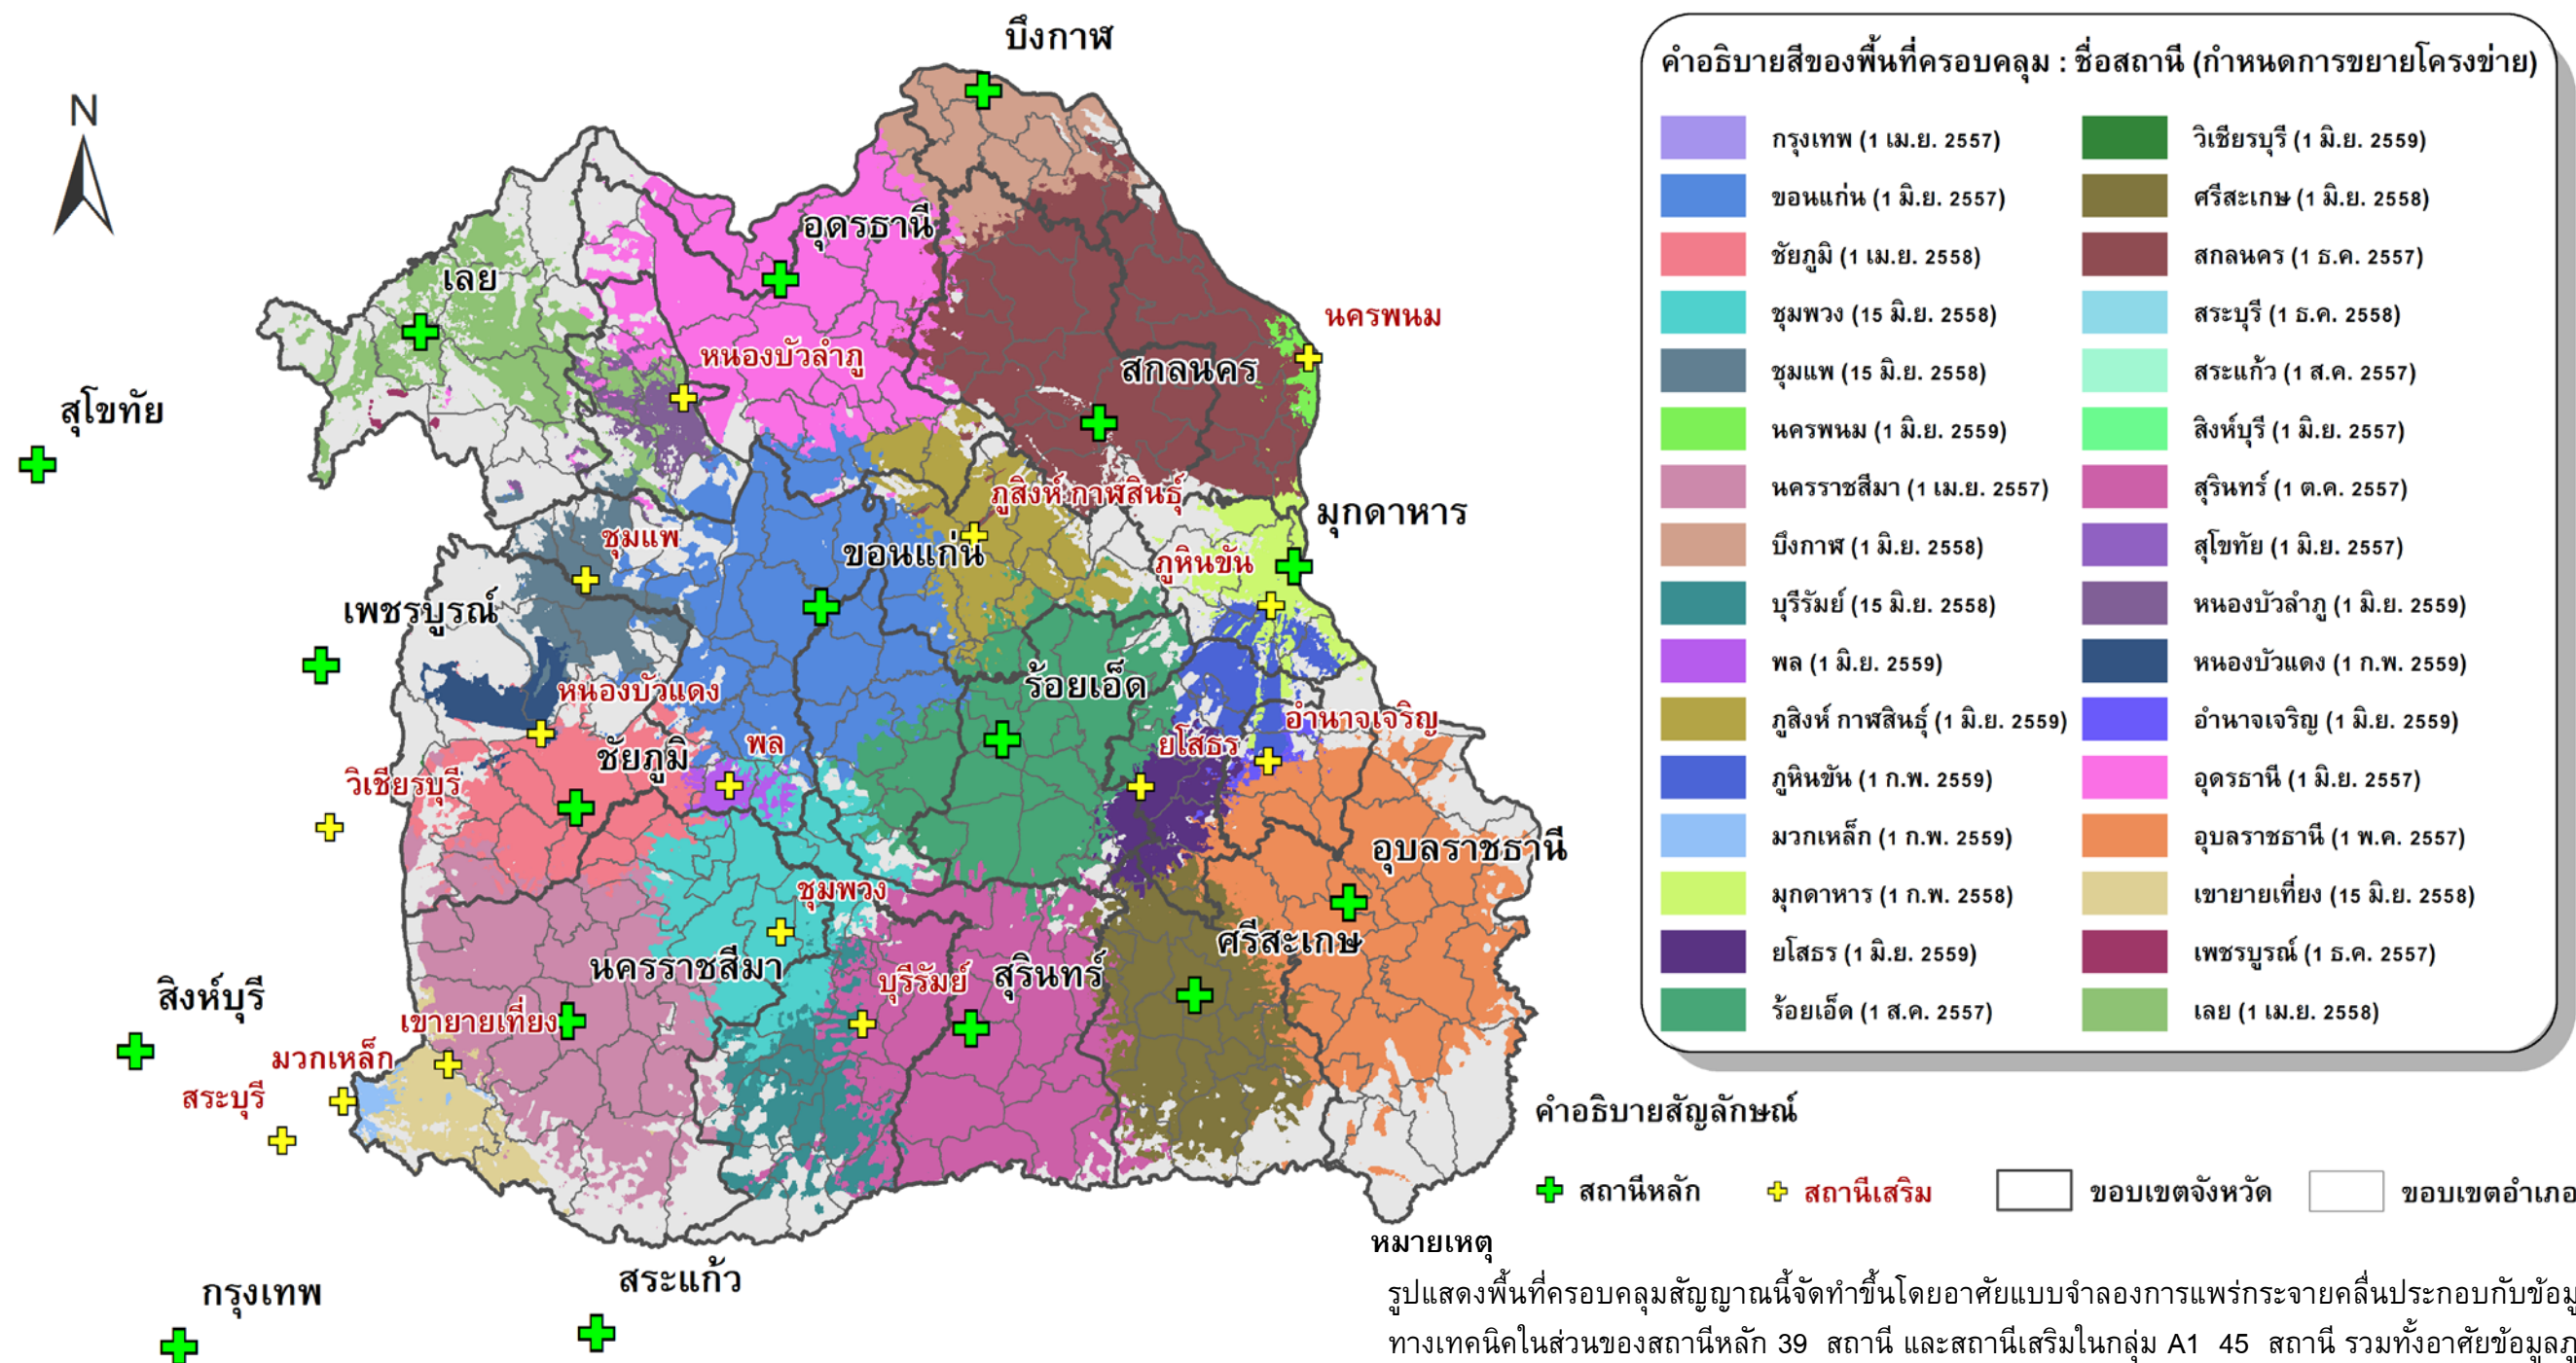 บึงกาฬ
N
อุดรธานี
เลย
นครพนม
หนองบัวลำภู
สกลนคร
สุโขทัย
ภูสิงห์ กาฬสินธุ์
มุกดาหาร
ชุมแพ
ขอนแก่น
ภูหินขัน
เพชรบูรณ์
ร้อยเอ็ด
หนองบัวแดง
อำนาจเจริญ
ยโสธร
พล
ชัยภูมิ
วิเชียรบุรี
อุบลราชธานี
ชุมพวง
ศรีสะเกษ
นครราชสีมา
สุรินทร์
บุรีรัมย์
สิงห์บุรี
เขายายเที่ยง
มวกเหล็ก
สระบุรี
สระแก้ว
กรุงเทพ
คำอธิบายสีของพื้นที่ครอบคลุม : ชื่อสถานี (กำหนดการขยายโครงข่าย)
กรุงเทพ (1 เม.ย. 2557)
ขอนแก่น (1 มิ.ย. 2557)
ชัยภูมิ (1 เม.ย. 2558)
ชุมพวง (15 มิ.ย. 2558)
ชุมแพ (15 มิ.ย. 2558)
นครพนม (1 มิ.ย. 2559)
นครราชสีมา (1 เม.ย. 2557)
บึงกาฬ (1 มิ.ย. 2558)
บุรีรัมย์ (15 มิ.ย. 2558)
พล (1 มิ.ย. 2559)
ภูสิงห์ กาฬสินธุ์ (1 มิ.ย. 2559)
ภูหินขัน (1 ก.พ. 2559)
มวกเหล็ก (1 ก.พ. 2559)
มุกดาหาร (1 ก.พ. 2558)
ยโสธร (1 มิ.ย. 2559)
ร้อยเอ็ด (1 ส.ค. 2557)
วิเชียรบุรี (1 มิ.ย. 2559)
ศรีสะเกษ (1 มิ.ย. 2558)
สกลนคร (1 ธ.ค. 2557)
สระบุรี (1 ธ.ค. 2558)
สระแก้ว (1 ส.ค. 2557)
สิงห์บุรี (1 มิ.ย. 2557)
สุรินทร์ (1 ต.ค. 2557)
สุโขทัย (1 มิ.ย. 2557)
หนองบัวลำภู (1 มิ.ย. 2559)
หนองบัวแดง (1 ก.พ. 2559)
อำนาจเจริญ (1 มิ.ย. 2559)
อุดรธานี (1 มิ.ย. 2557)
อุบลราชธานี (1 พ.ค. 2557)
เขายายเที่ยง (15 มิ.ย. 2558)
เพชรบูรณ์ (1 ธ.ค. 2557)
เลย (1 เม.ย. 2558)
คำอธิบายสัญลักษณ์
สถานีหลัก
สถานีเสริม
ขอบเขตจังหวัด
ขอบเขตอำเภอ
หมายเหตุ
รูปแสดงพื้นที่ครอบคลุมสัญญาณนี้จัดทำขึ้นโดยอาศัยแบบจำลองการแพร่กระจายคลื่นประกอบกับข้อมู
ทางเทคนิคในส่วนของสถานีหลัก 39 สถานี และสถานีเสริมในกลุ่ม A1 45 สถานี รวมทั้งอาศัยข้อมูลภู